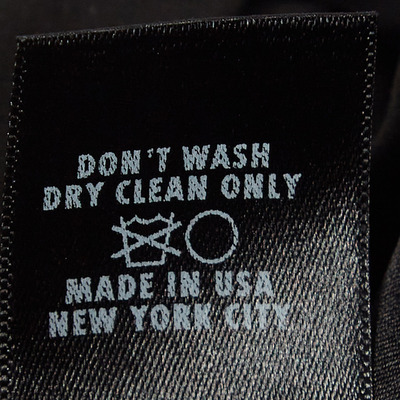 DON'T WASH
DRY CLEAN ONLY
MADE IN USA
NEW YORK CITY